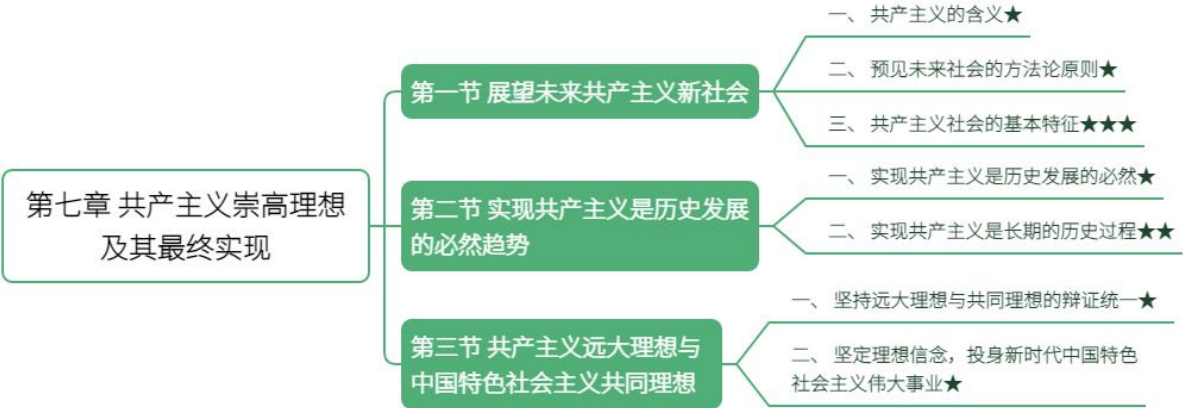 第七章 共产主义崇高理想
及其最终实现
第一节 展望未来共产主义新社会
一、 共产主义的含义★
二、 预见未来社会的方法论原则★
三、 共产主义社会的基本特征★★★
第二节 实现共产主义是历史发展
的必然趋势
一、 实现共产主义是历史发展的必然★
二、 实现共产主义是长期的历史过程★★
第三节 共产主义远大理想与
中国特色社会主义共同理想
一、 坚持远大理想与共同理想的辩证统一★
二、 坚定理想信念，投身新时代中国特色
社会主义伟大事业★